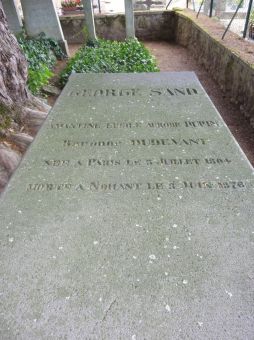 GEORGE SAND
AMANTINE LUCILE AURORE DUPIN
BARONNE DUDEVANT
NÉE A PARIS LE 5 JUILLET 1804
MORTE A NOHANT LE 8 JUIN 1876